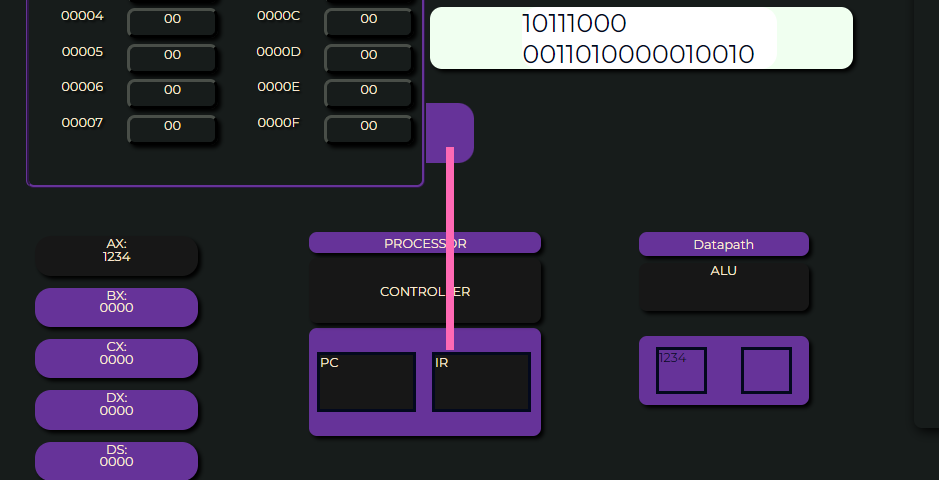 00004 00 0000C 00
00005 00 0000D 00
00006 00 0000E 00
00007 00 0000F 00
10111000
0011010000010010
AX:
1234
BX:
0000
CX:
0000
DX:
0000
DS:
0000
PROCESSOR
CONTROLLER
PC
IR
Datapath
ALU
1234